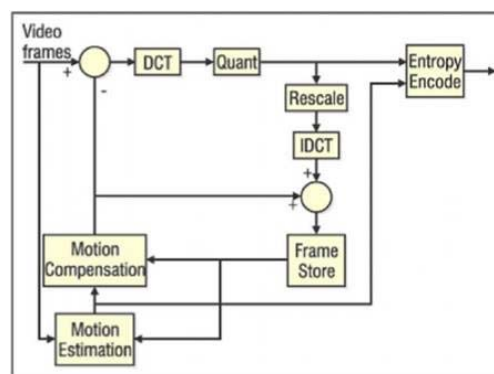 Video
frames
+
-
DCT
Quant
Entropy
Encode
Rescale
IDCT
+
+
Motion
Compensation
Frame
Store
Motion
Estimation